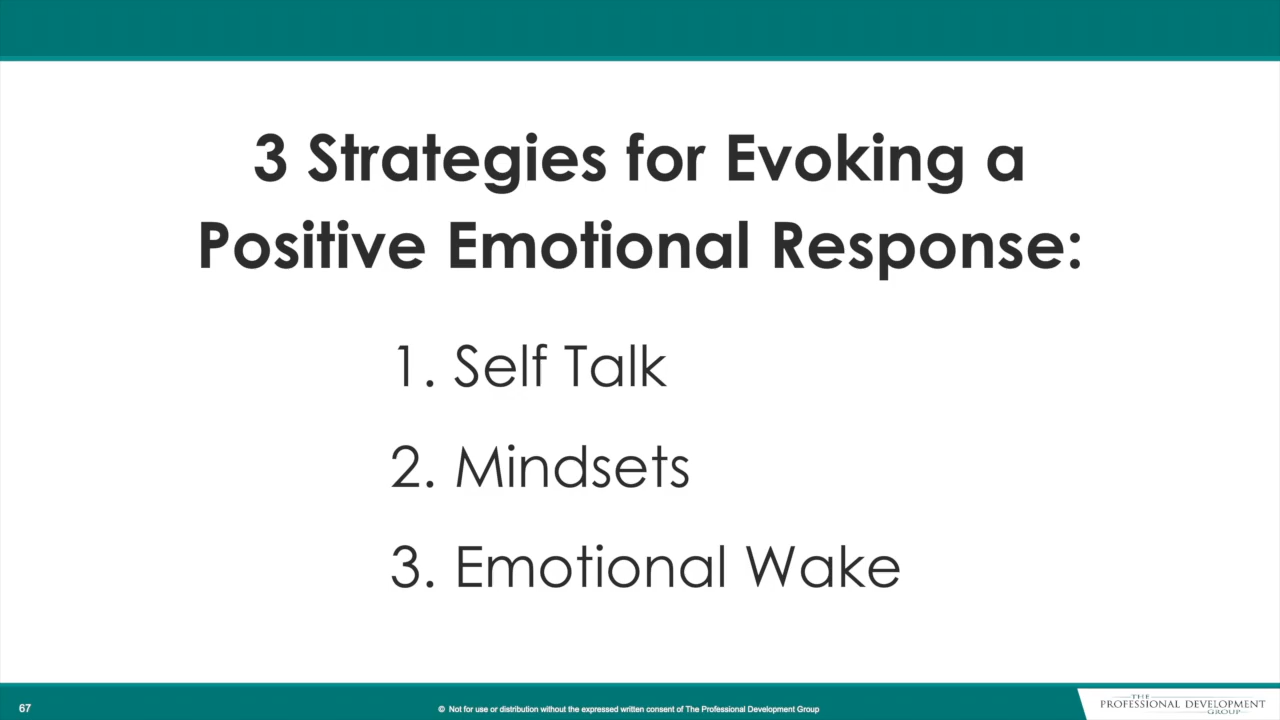 3 Strategies for Evoking a
Positive Emotional Response:
1. Self Talk
2. Mindsets
3. Emotional Wake
67
© Not for use or distribution without the expressed written consent of The Professional Development Group
THE
PROFESSIONAL DEVELOPMENT
GROUP